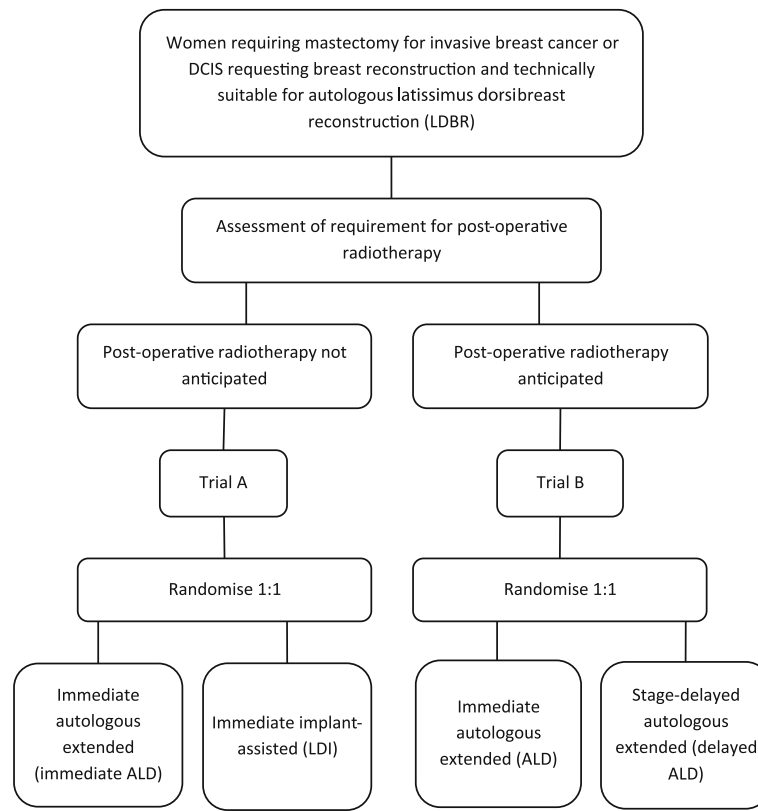 Women requiring mastectomy for invasive breast cancer or
DCIS requesting breast reconstruction and technically
suitable for autologous latissimus dorsibreast
reconstruction (LDBR)
Assessment of requirement for post-operative
radiotherapy
Post-operative radiotherapy not
anticipated
Post-operative radiotherapy
anticipated
Trial A
Trial B
Randomise 1:1
Randomise 1:1
Immediate
autologous
extended
(immediate ALD)
Immediate implant-
assisted (LDI)
Immediate
autologous
extended (ALD)
Stage-delayed
autologous
extended (delayed
ALD)